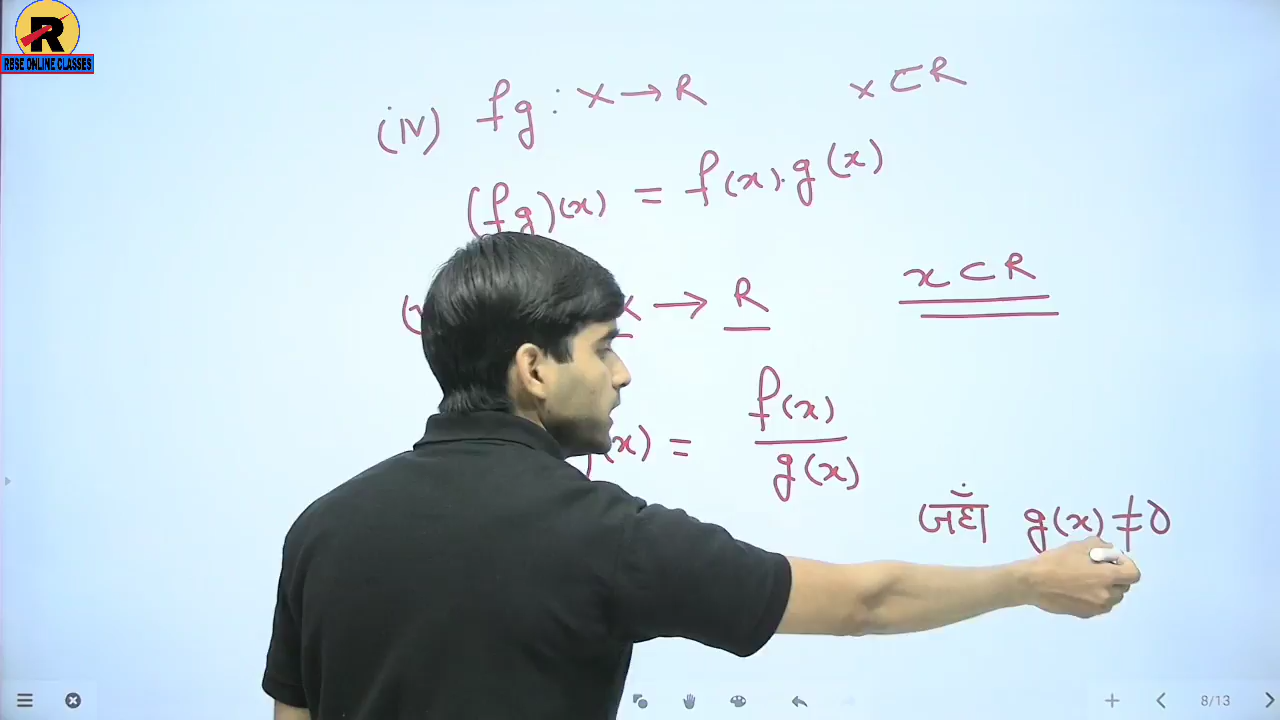 R
RBSE ONLINE CLASSES
(iv) fg : X → R X ⊂ R
(fg)(x) = f(x).g(x)
→ R x ⊂ R
(x) = f(x)/g(x)
जहाँ g(x) ≠ 0
8/13